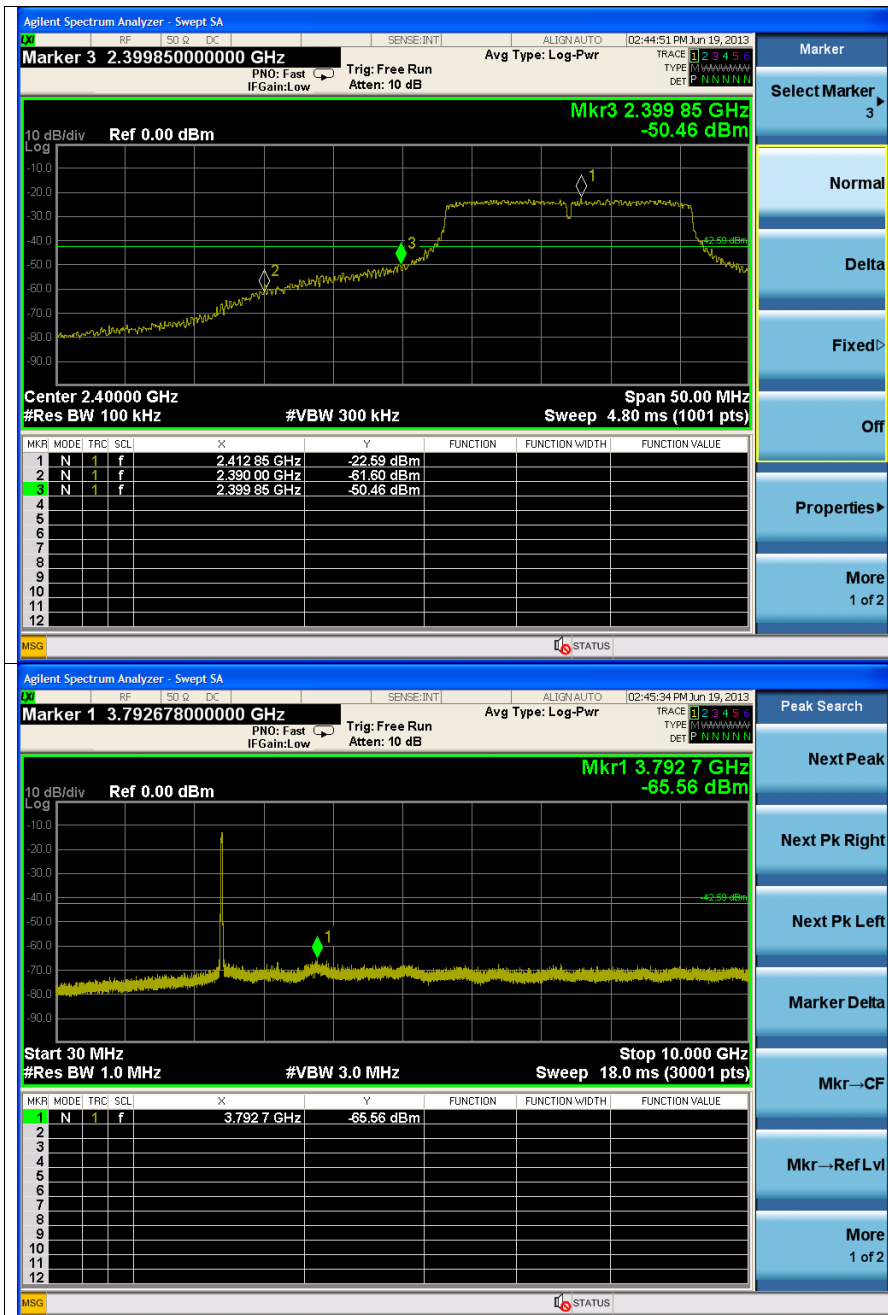 Agilent Spectrum Analyzer - Swept SA
LXI RF 50 Ω DC SENSE:INT ALIGN AUTO 02:44:51 PM Jun 19, 2013
Marker 3 2.399850000000 GHz Avg Type: Log-Pwr TRACE 1 2 3 4 5 6
PNO: Fast Trig: Free Run TYPE M W W W W W
IFGain:Low Atten: 10 dB DET P N N N N N
Mkr3 2.399 85 GHz
10 dB/div Ref 0.00 dBm -50.46 dBm
Log
-10.0
1
-20.0
-30.0
-40.0
3
-42.59 dBm
-50.0
2
-60.0
-70.0
-80.0
-90.0
Center 2.40000 GHz Span 50.00 MHz
#Res BW 100 kHz #VBW 300 kHz Sweep 4.80 ms (1001 pts)
MKR MODE TRC SCL X Y FUNCTION FUNCTION WIDTH FUNCTION VALUE
1 N 1 f 2.412 85 GHz -22.59 dBm
2 N 1 f 2.390 00 GHz -61.60 dBm
3 N 1 f 2.399 85 GHz -50.46 dBm
4
5
6
7
8
9
10
11
12
MSG STATUS
Marker
Select Marker
3
Normal
Delta
Fixed
Off
Properties
More
1 of 2
Agilent Spectrum Analyzer - Swept SA
LXI RF 50 Ω DC SENSE:INT ALIGN AUTO 02:45:34 PM Jun 19, 2013
Marker 1 3.792678000000 GHz Avg Type: Log-Pwr TRACE 1 2 3 4 5 6
PNO: Fast Trig: Free Run TYPE M W W W W W
IFGain:Low Atten: 10 dB DET P N N N N N
Mkr1 3.792 7 GHz
10 dB/div Ref 0.00 dBm -65.56 dBm
Log
-10.0
-20.0
-30.0
-40.0
-42.59 dBm
-50.0
1
-60.0
-70.0
-80.0
-90.0
Start 30 MHz Stop 10.000 GHz
#Res BW 1.0 MHz #VBW 3.0 MHz Sweep 18.0 ms (30001 pts)
MKR MODE TRC SCL X Y FUNCTION FUNCTION WIDTH FUNCTION VALUE
1 N 1 f 3.792 7 GHz -65.56 dBm
2
3
4
5
6
7
8
9
10
11
12
MSG STATUS
Peak Search
Next Peak
Next Pk Right
Next Pk Left
Marker Delta
Mkr→CF
Mkr→Ref Lvl
More
1 of 2